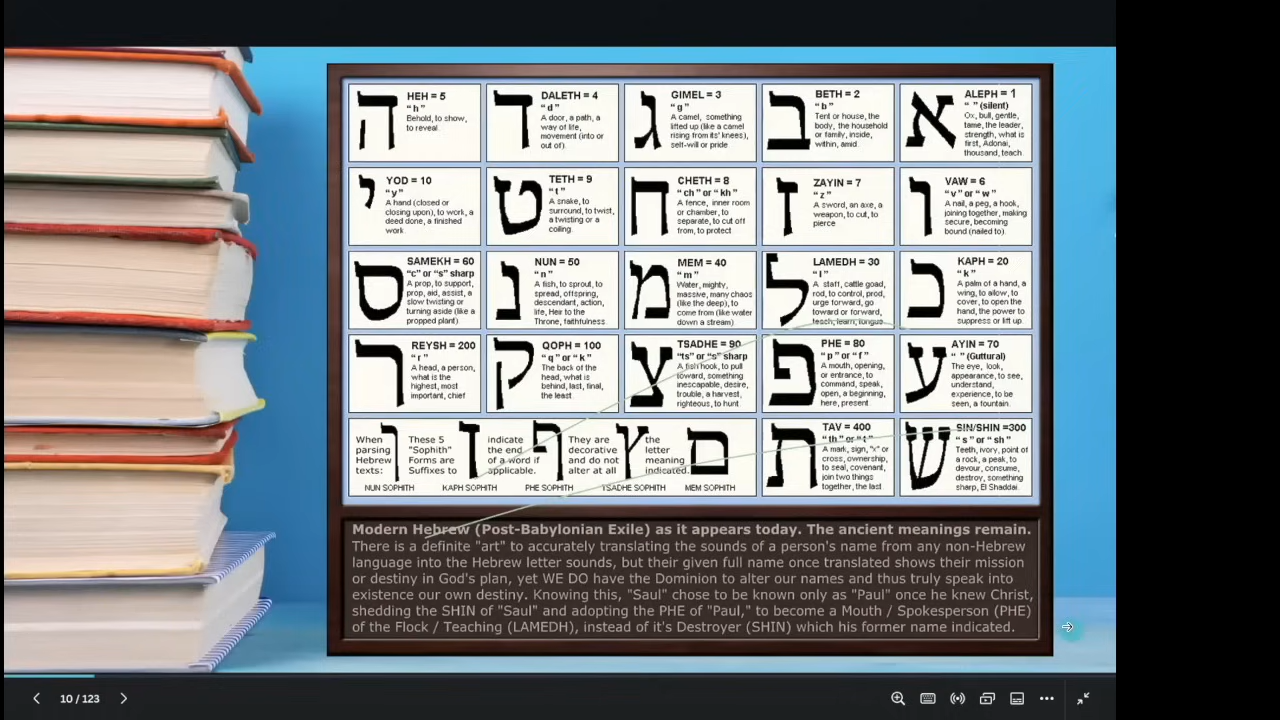 ה
HEH = 5
“ h ”
Behold, to show,
to reveal
ד
DALETH = 4
“ d ”
A door, a path, a
way of life,
movement (into or
out of).
ג
GIMEL = 3
“ g ”
A camel, something
lifted up (like a camel
rising from its' knees),
self-will or pride
ב
BETH = 2
“ b ”
Tent or house, the
body, the household
or family, inside,
within, amid.
א
ALEPH = 1
“ ” (silent)
Ox, bull, gentle,
tame, the leader,
strength, what is
first, Adonai,
thousand, teach
י
YOD = 10
“ y ”
A hand (closed or
closing upon), to work, a
deed done, a finished
work.
ט
TETH = 9
“ t ”
A snake, to
surround, to twist,
a twisting or a
coiling.
ח
CHETH = 8
“ ch ” or “ kh ”
A fence, inner room
or chamber, to
separate, to cut off
from, to protect
ז
ZAYIN = 7
“ z ”
A sword, an axe, a
weapon, to cut, to
pierce
ו
VAW = 6
“ v ” or “ w ”
A nail, a peg, a hook,
joining together, making
secure, becoming
bound (nailed to).
ס
SAMEKH = 60
“c” or “s” sharp
A prop, to support,
prop, aid, assist, a
slow twisting or
turning aside (like a
propped plant)
נ
NUN = 50
“ n ”
A fish, to sprout, to
spread, offspring,
descendant, action,
life, Heir to the
Throne, faithfulness
מ
MEM = 40
“ m ”
Water, mighty,
massive, many chaos
(like the deep), to
come from (like water
down a stream)
ל
LAMEDH = 30
“ l ”
A staff, cattle goad,
rod, to control, prod,
urge forward, go
toward or forward,
teach, learn, tongue
כ
KAPH = 20
“ k ”
A palm of a hand, a
wing, to allow, to
cover, to open the
hand, the power to
suppress or lift up
ר
REYSH = 200
“ r ”
A head, a person,
what is the
highest, most
important, chief
ק
QOPH = 100
“ q ” or “ k ”
The back of the
head, what is
behind, last, final,
the least.
צ
TSADHE = 90
“ts” or “s” sharp
A fish hook, to pull
toward, something
inescapable, desire,
trouble, a harvest,
righteous, to hunt
פ
PHE = 80
“ p ” or “ f ”
A mouth, opening,
or entrance, to
command, speak,
open, a beginning,
here, present
ע
AYIN = 70
“ ” (Guttural)
The eye, look,
appearance, to see,
understand,
experience, to be
seen, a fountain.
When
parsing
Hebrew
texts:
ן
NUN SOPHITH
These 5
"Sophith"
Forms are
Suffixes to
ך
KAPH SOPHITH
indicate
the end
of a word if
applicable.
ף
PHE SOPHITH
They are
decorative
and do not
alter at all
ץ
TSADHE SOPHITH
the
letter
meaning
indicated.
ם
MEM SOPHITH
ת
TAV = 400
“ th ” or “ t ”
A mark, sign, “x” or
cross, ownership,
to seal, covenant,
join two things
together, the last.
ש
SIN/SHIN =300
“ s ” or “ sh ”
Teeth, ivory, point of
a rock, a peak, to
devour, consume,
destroy, something
sharp, El Shaddai.
Modern Hebrew (Post-Babylonian Exile) as it appears today. The ancient meanings remain.
There is a definite "art" to accurately translating the sounds of a person's name from any non-Hebrew
language into the Hebrew letter sounds, but their given full name once translated shows their mission
or destiny in God's plan, yet WE DO have the Dominion to alter our names and thus truly speak into
existence our own destiny. Knowing this, "Saul" chose to be known only as "Paul" once he knew Christ,
shedding the SHIN of "Saul" and adopting the PHE of "Paul," to become a Mouth / Spokesperson (PHE)
of the Flock / Teaching (LAMEDH), instead of it's Destroyer (SHIN) which his former name indicated.
10 / 123